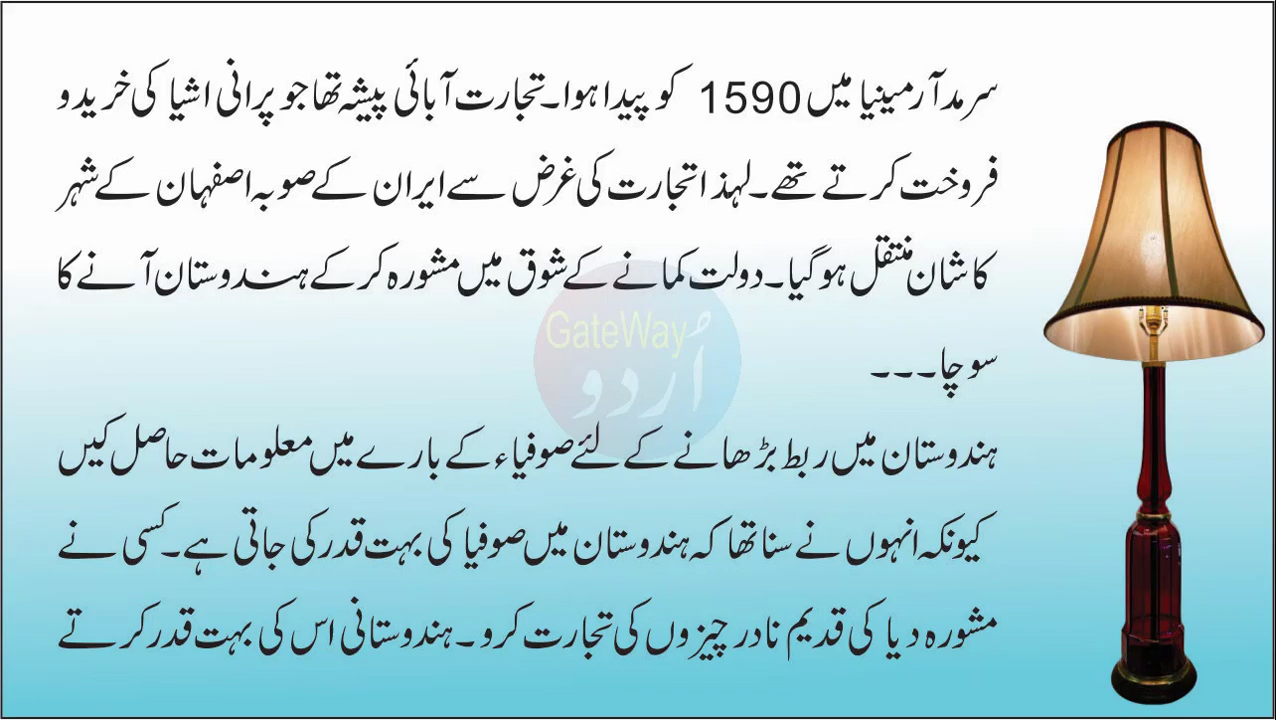 سرمد آرمینیا میں 1590 کو پیدا ہوا۔ تجارت آبائی پیشہ تھا جو پرانی اشیا کی خرید و
فروخت کرتے تھے۔ لہذا تجارت کی غرض سے ایران کے صوبہ اصفہان کے شہر
کاشان منتقل ہو گیا۔ دولت کمانے کے شوق میں مشورہ کر کے ہندوستان آنے کا
سوچا۔۔۔
GateWay
اُردو
ہندوستان میں ربط بڑھانے کے لئے صوفیاء کے بارے میں معلومات حاصل کیں
کیونکہ انہوں نے سنا تھا کہ ہندوستان میں صوفیا کی بہت قدر کی جاتی ہے۔ کسی نے
مشورہ دیا کی قدیم نادر چیزوں کی تجارت کرو۔ ہندوستانی اس کی بہت قدر کرتے